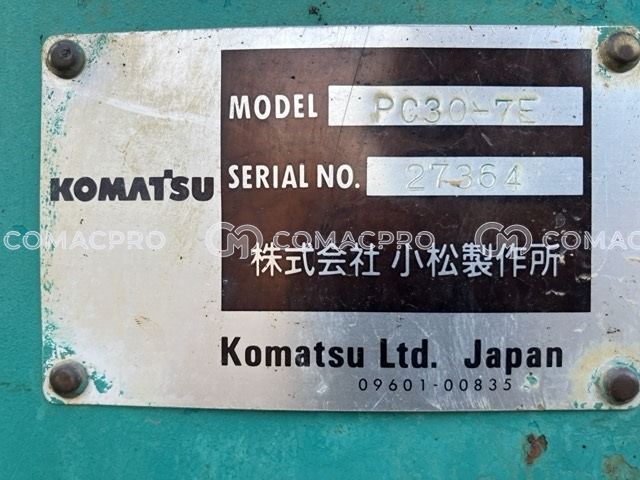 MODEL PC30-7E
KOMATSU SERIAL NO. 27364
COMACPRO COMACPRO COMACPRO
株式会社 小松製作所
Komatsu Ltd. Japan
09601-00835